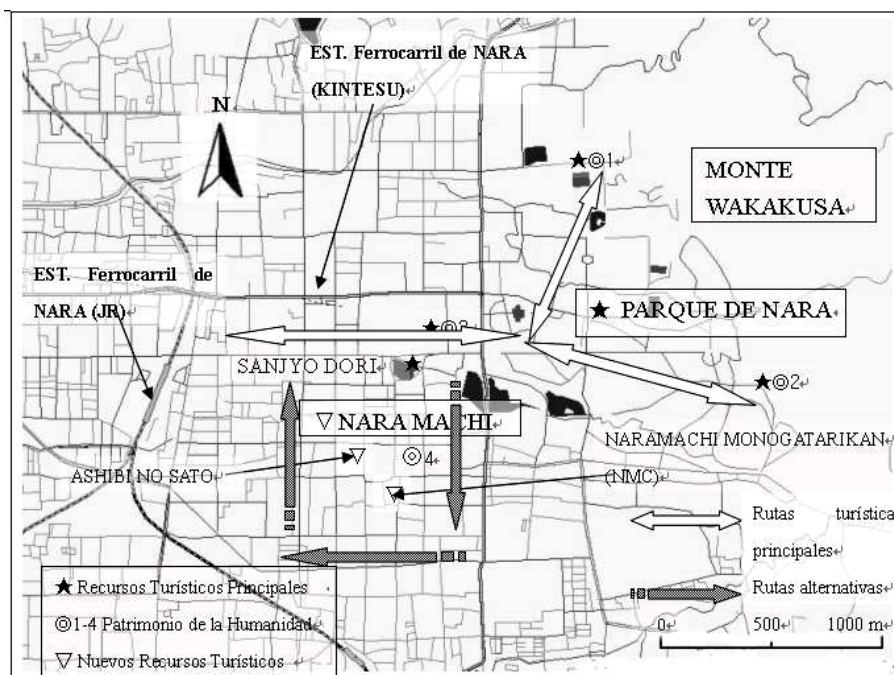 EST. Ferrocarril de NARA
(KINTESU)
N
★◎1
MONTE
WAKAKUSA
EST. Ferrocarril de
NARA (JR)
★ PARQUE DE NARA
★◎3
SANJYO DORI
★
★◎2
▽ NARA MACHI
NARAMACHI MONOGATARIKAN
(NMC)
ASHIBI NO SATO
▽
◎4
▽
Rutas turística
principales
Rutas alternativas
0 500 1000 m
★ Recursos Turísticos Principales
◎1-4 Patrimonio de la Humanidad
▽ Nuevos Recursos Turísticos